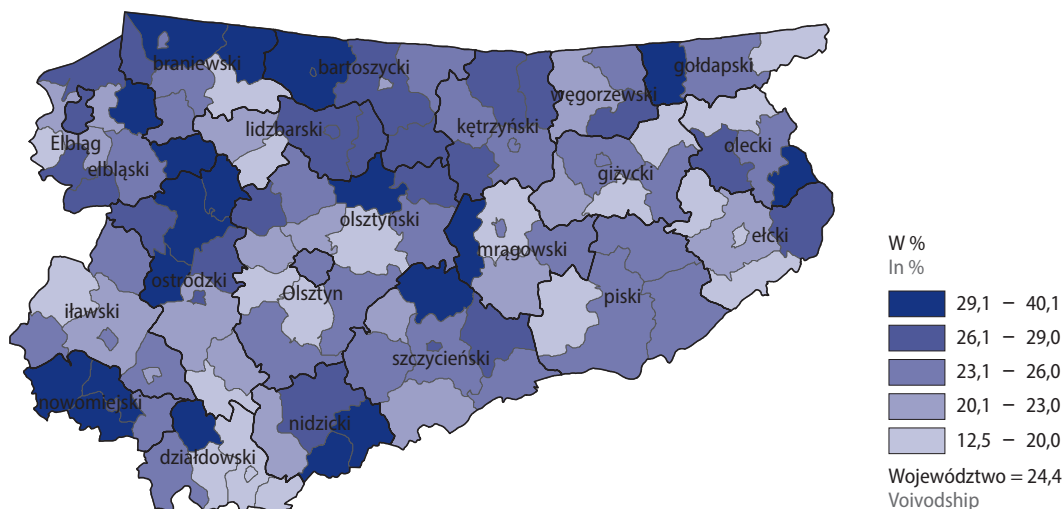 braniewski
bartoszycki
gołdapski
węgorzewski
Elbląg
lidzbarski
kętrzyński
olecki
elbląski
giżycki
olsztyński
mrągowski
ełcki
ostródzki
Olsztyn
piski
iławski
szczycieński
nowomiejski
nidzicki
działdowski
W %
In %
29,1 – 40,1
26,1 – 29,0
23,1 – 26,0
20,1 – 23,0
12,5 – 20,0
Województwo = 24,4
Voivodship